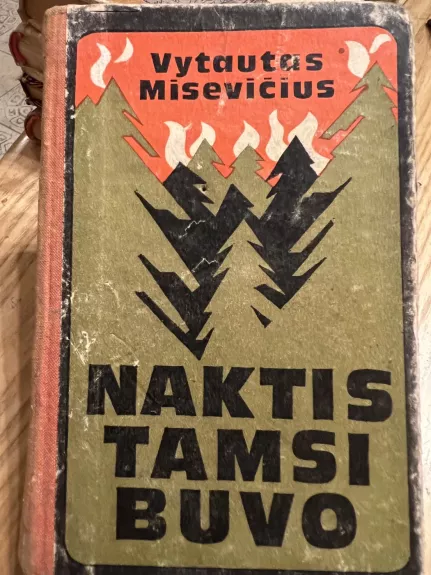 Vytautas
Misevičius
NAKTIS
TAMSI
BUVO